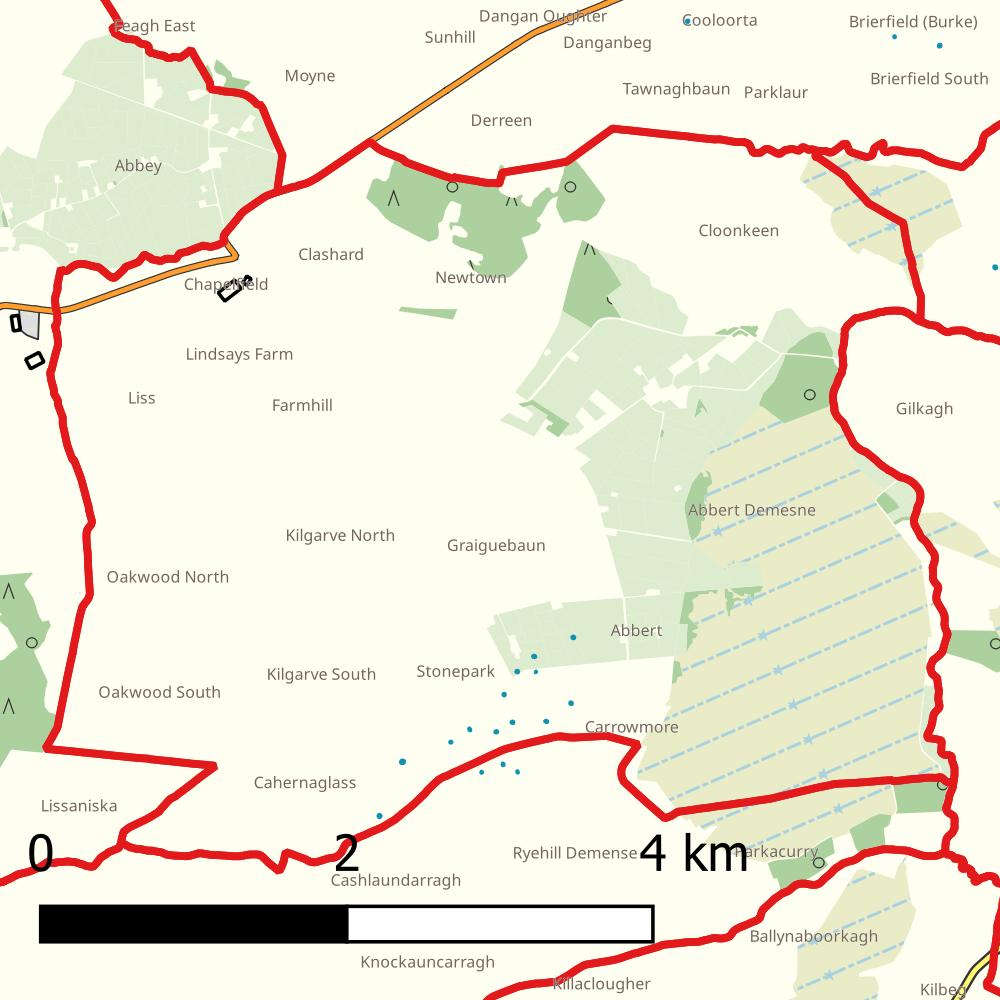 Dangan Oughter
Cooloorta
Brierfield (Burke)
Feagh East
Sunhill
Danganbeg
Moyne
Brierfield South
Tawnaghbaun
Parklaur
Derreen
Abbey
Cloonkeen
Clashard
Newtown
Chapelfield
Lindsays Farm
Liss
Farmhill
Gilkagh
Abbert Demesne
Kilgarve North
Graiguebaun
Oakwood North
Abbert
Kilgarve South
Stonepark
Oakwood South
Carrowmore
Cahernaglass
Lissaniska
0 2 4 km
Ryehill Demense
Parkacurry
Cashlaundarragh
Ballynaboorkagh
Knockauncarragh
Killaclougher
Kilbeg